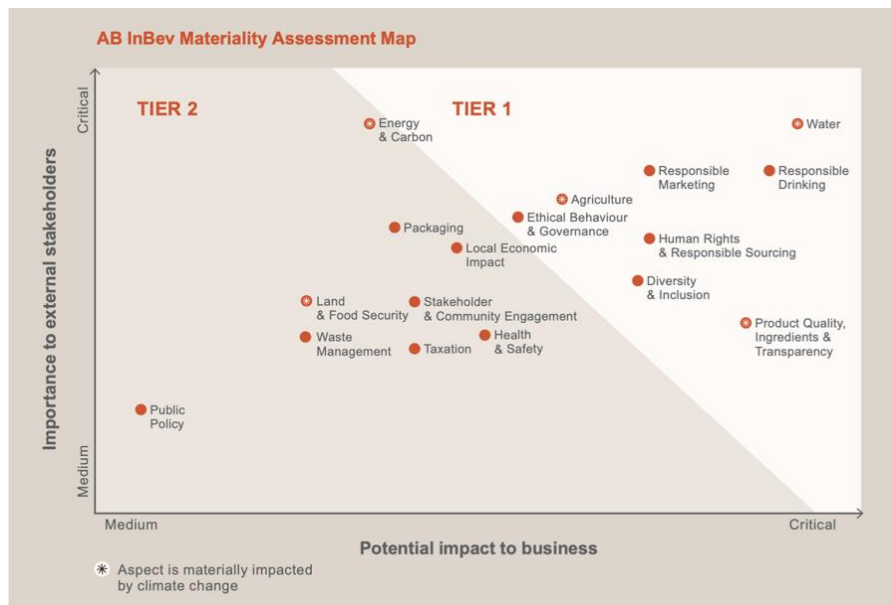 AB InBev Materiality Assessment Map
Critical
TIER 2
TIER 1
Energy
& Carbon
Water
Responsible
Marketing
Responsible
Drinking
Agriculture
Ethical Behaviour
& Governance
Packaging
Local Economic
Impact
Human Rights
& Responsible Sourcing
Diversity
& Inclusion
Land
& Food Security
Stakeholder
& Community Engagement
Product Quality,
Ingredients &
Transparency
Waste
Management
Taxation
Health
& Safety
Public
Policy
Importance to external stakeholders
Medium
Medium
Critical
Potential impact to business
Aspect is materially impacted
by climate change